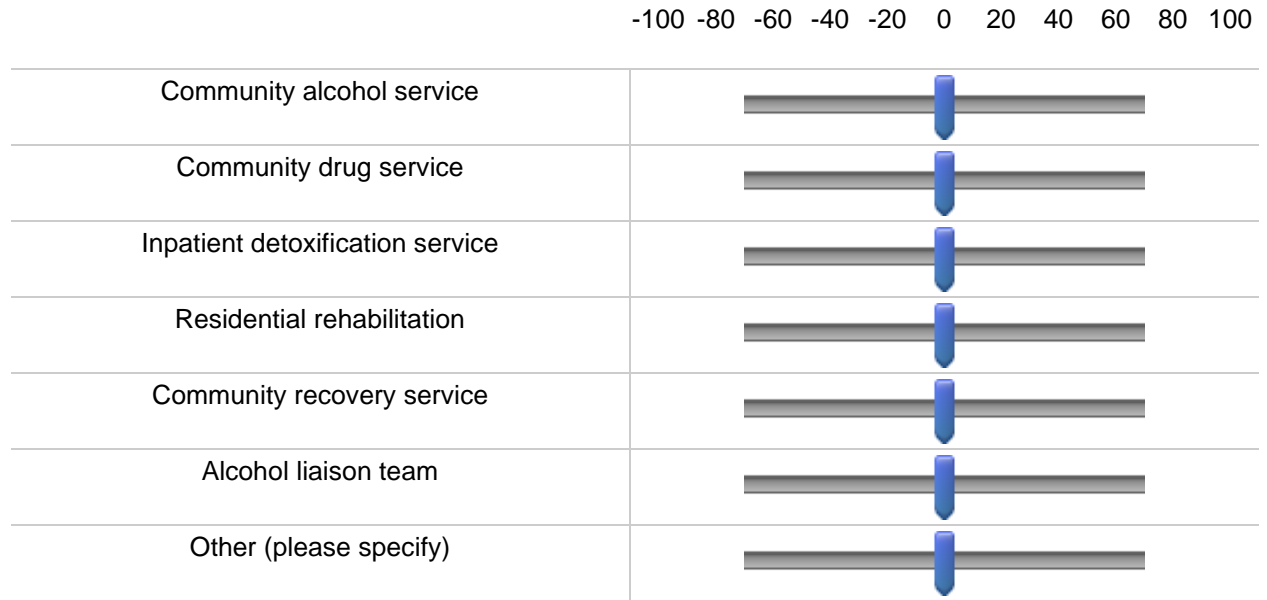 -100 -80 -60 -40 -20 0 20 40 60 80 100
Community alcohol service
Community drug service
Inpatient detoxification service
Residential rehabilitation
Community recovery service
Alcohol liaison team
Other (please specify)